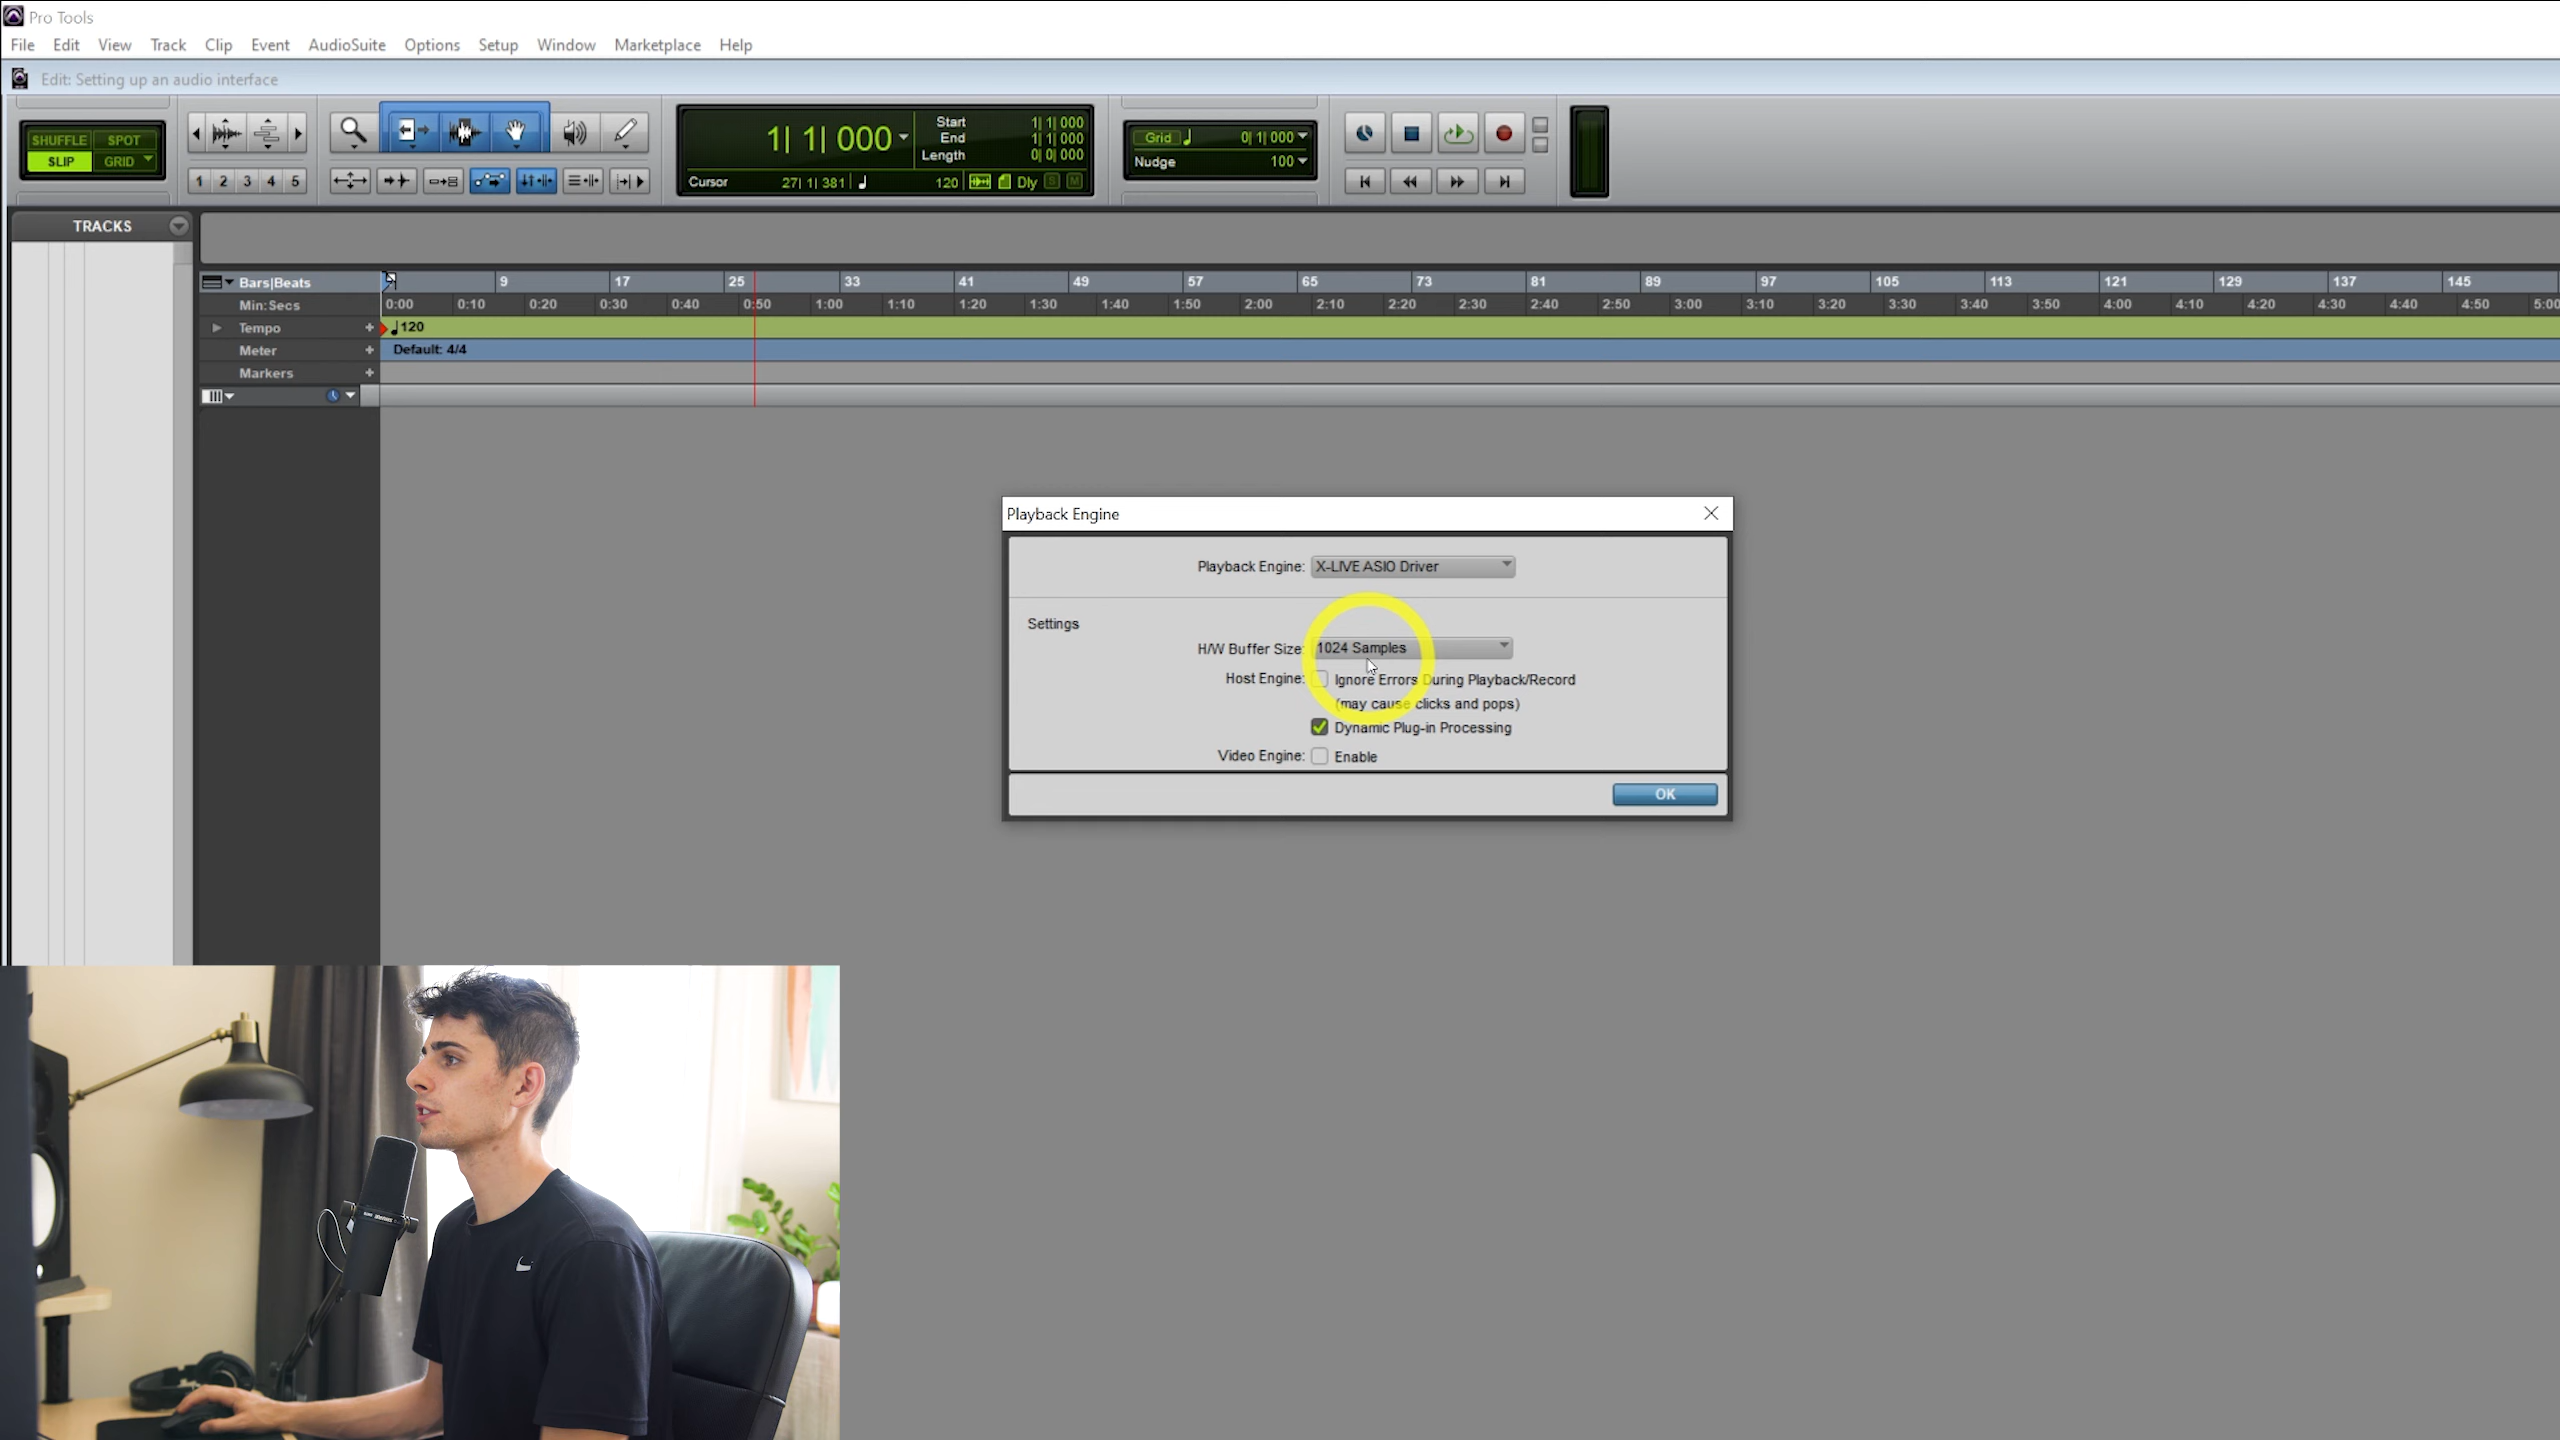 Pro Tools
File Edit View Track Clip Event AudioSuite Options Setup Window Marketplace Help
Edit: Setting up an audio interface
SHUFFLE SPOT
SLIP GRID
1 2 3 4 5
1| 1| 000
Start 1| 1| 000
End 1| 1| 000
Length 0| 0| 000
Cursor 27| 1| 381 120 Dly S M
Grid 0| 1| 000
Nudge 100
TRACKS
Bars|Beats 9 17 25 33 41 49 57 65 73 81 89 97 105 113 121 129 137 145
Min:Secs 0:00 0:10 0:20 0:30 0:40 0:50 1:00 1:10 1:20 1:30 1:40 1:50 2:00 2:10 2:20 2:30 2:40 2:50 3:00 3:10 3:20 3:30 3:40 3:50 4:00 4:10 4:20 4:30 4:40 4:50 5:00
Tempo + 120
Meter + Default: 4/4
Markers +
Playback Engine
Playback Engine: X-LIVE ASIO Driver
Settings
H/W Buffer Size: 1024 Samples
Host Engine: Ignore Errors During Playback/Record
(may cause clicks and pops)
Dynamic Plug-in Processing
Video Engine: Enable
OK